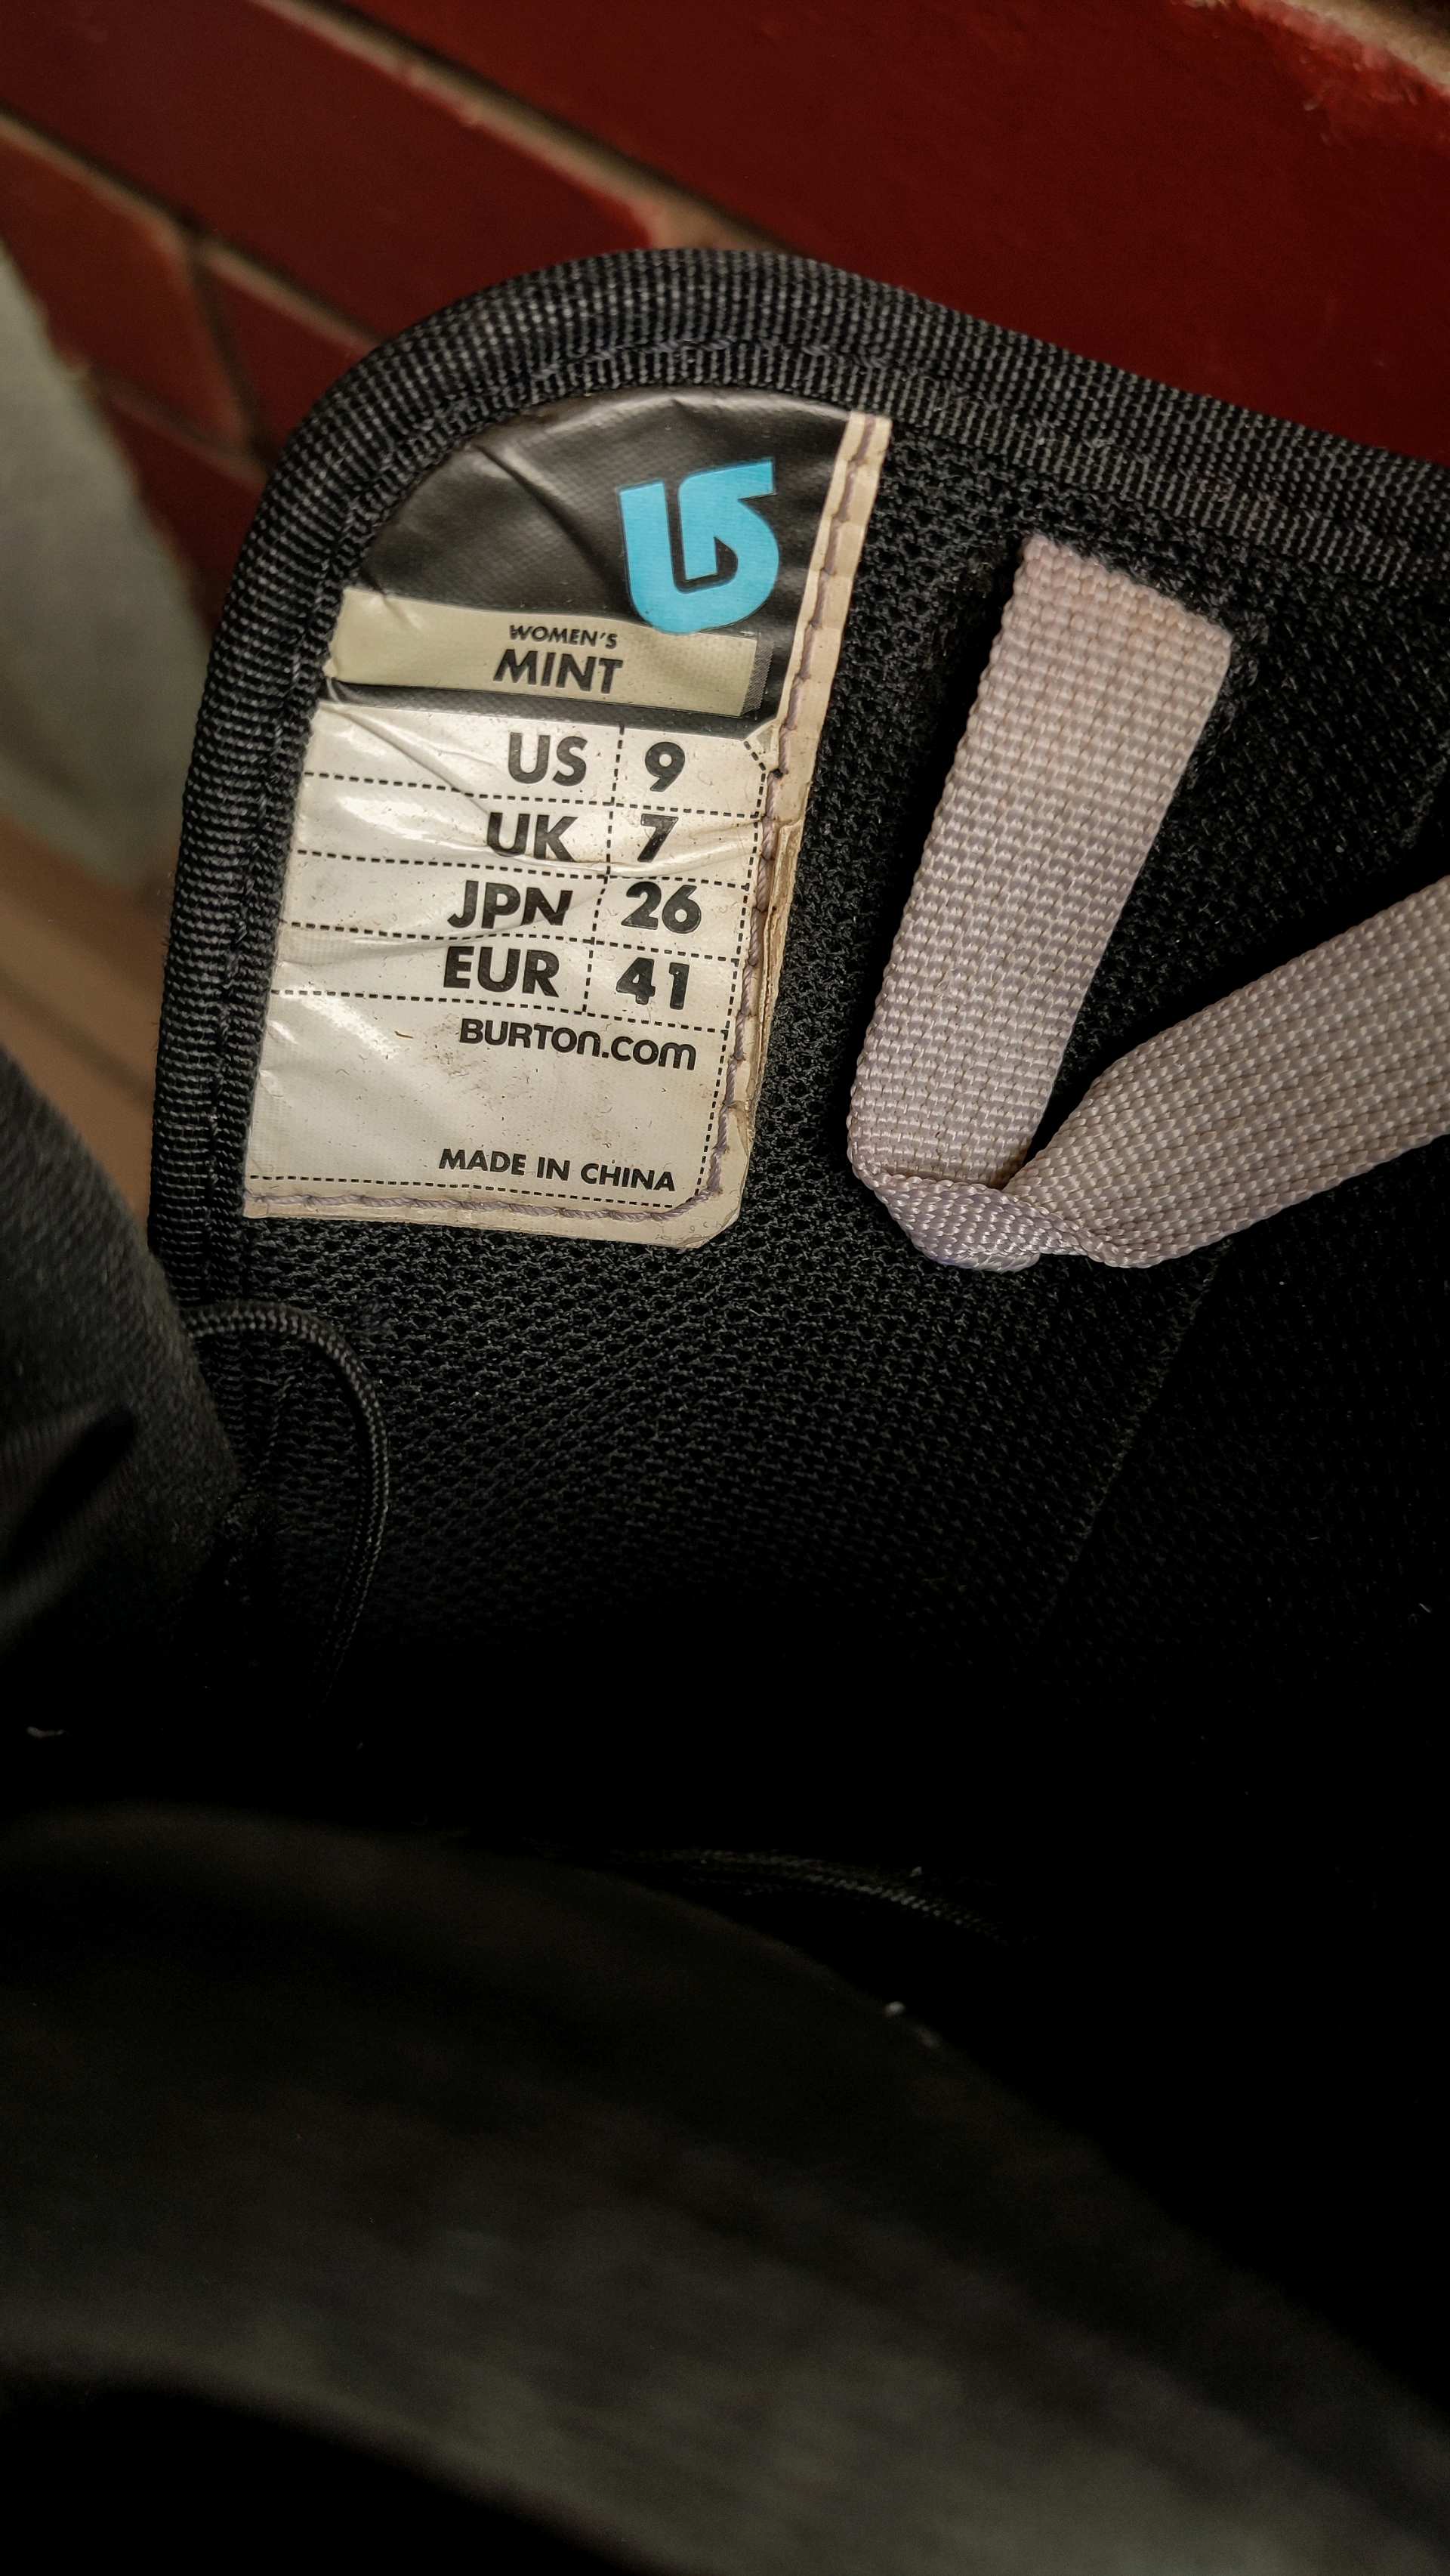 WOMEN'S
MINT
US 9
UK 7
JPN 26
EUR 41
BURTON.COM
MADE IN CHINA